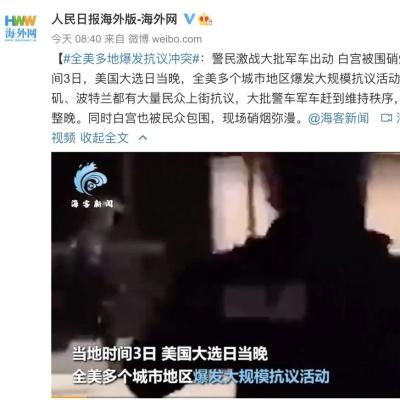 HWW
海外网
人民日报海外版-海外网
今天 08:40 来自 微博 weibo.com
【#全美多地爆发抗议冲突#：警民激战大批军车出动 白宫被围硝
间3日，美国大选日当晚，全美多个城市地区爆发大规模抗议活动
矶、波特兰都有大量民众上街抗议，大批警车军车赶到维持秩序，
整晚。同时白宫也被民众包围，现场硝烟弥漫。@海客新闻
视频 收起全文
海客新闻
当地时间3日 美国大选日当晚
全美多个城市地区爆发大规模抗议活动